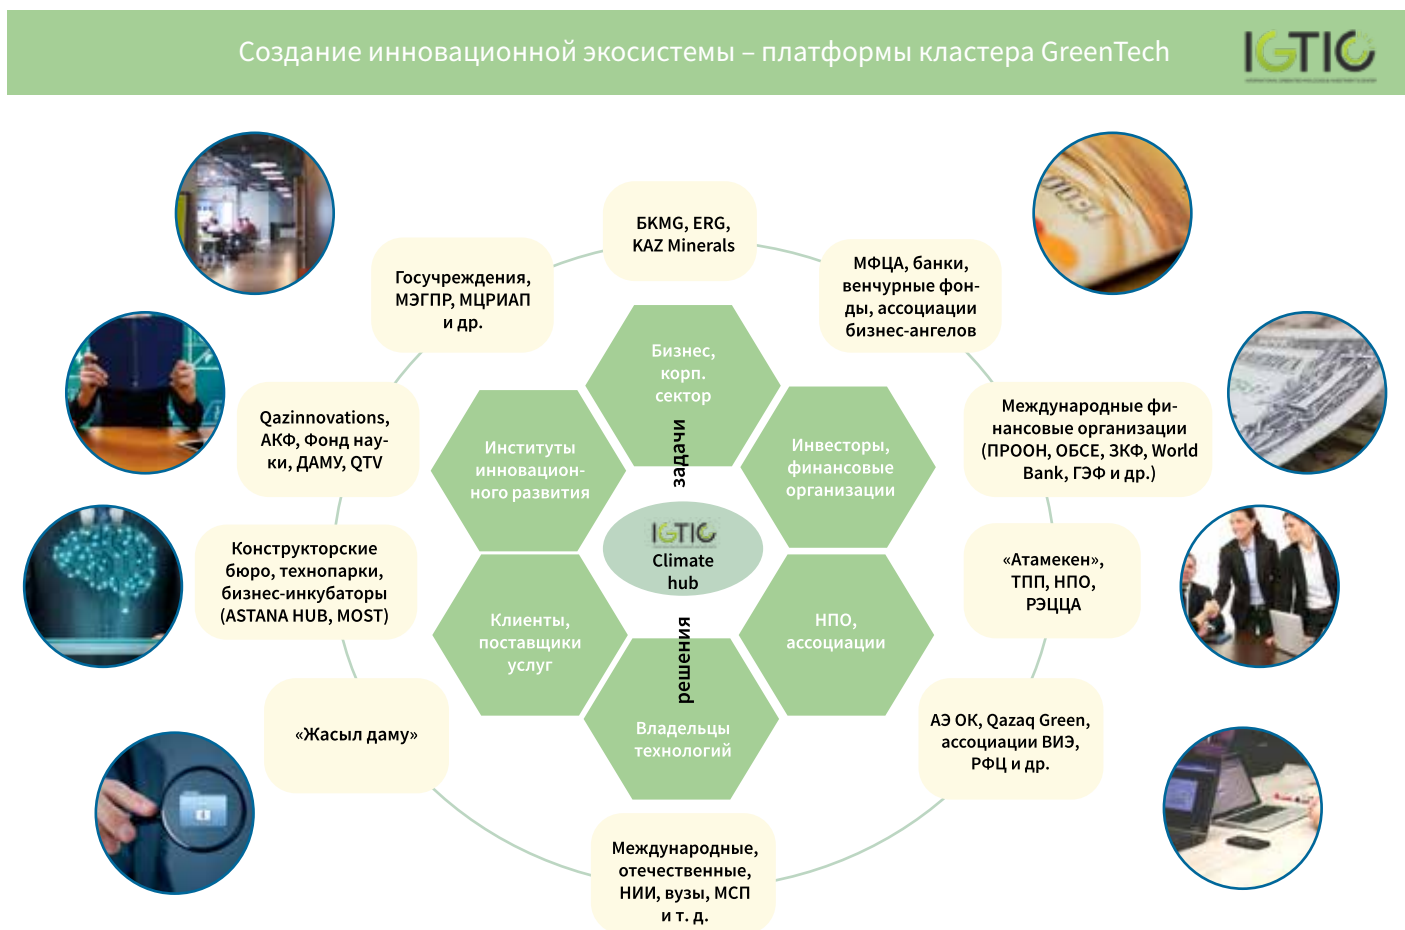 Создание инновационной экосистемы – платформы кластера GreenTech
IGTIC
БKMG, ERG,
KAZ Minerals
Госучреждения,
МЭГПР, МЦРИАП
и др.
МФЦА, банки,
венчурные фон-
ды, ассоциации
бизнес-ангелов
Qazinnovations,
АКФ, Фонд нау-
ки, ДАМУ, QTV
Международные фи-
нансовые организации
(ПРООН, ОБСЕ, ЗКФ, World
Bank, ГЭФ и др.)
Конструкторские
бюро, технопарки,
бизнес-инкубаторы
(ASTANA HUB, MOST)
«Атамекен»,
ТПП, НПО,
РЭЦЦА
«Жасыл даму»
АЭ ОК, Qazaq Green,
ассоциации ВИЭ,
РФЦ и др.
Международные,
отечественные,
НИИ, вузы, МСП
и т. д.
Бизнес,
корп.
сектор
Институты
инновацион-
ного развития
Инвесторы,
финансовые
организации
задачи
IGTIC
Climate
hub
решения
Клиенты,
поставщики
услуг
НПО,
ассоциации
Владельцы
технологий